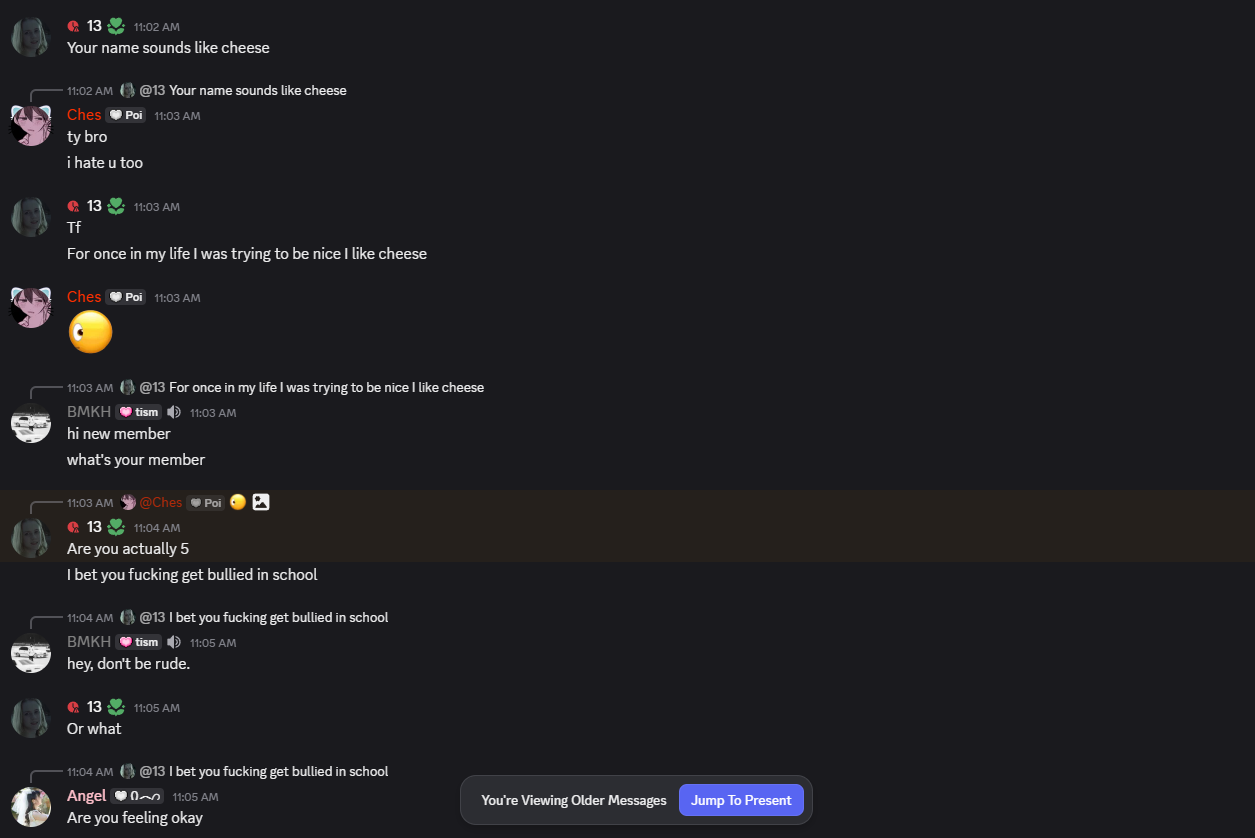 13 11:02 AM
Your name sounds like cheese
11:02 AM @13 Your name sounds like cheese
Ches Poi 11:03 AM
ty bro
i hate u too
13 11:03 AM
Tf
For once in my life I was trying to be nice I like cheese
Ches Poi 11:03 AM
11:03 AM @13 For once in my life I was trying to be nice I like cheese
BMKH tism 11:03 AM
hi new member
what's your member
11:03 AM @Ches Poi
13 11:04 AM
Are you actually 5
I bet you fucking get bullied in school
11:04 AM @13 I bet you fucking get bullied in school
BMKH tism 11:05 AM
hey, don't be rude.
13 11:05 AM
Or what
11:04 AM @13 I bet you fucking get bullied in school
Angel 11:05 AM
Are you feeling okay
You're Viewing Older Messages Jump To Present